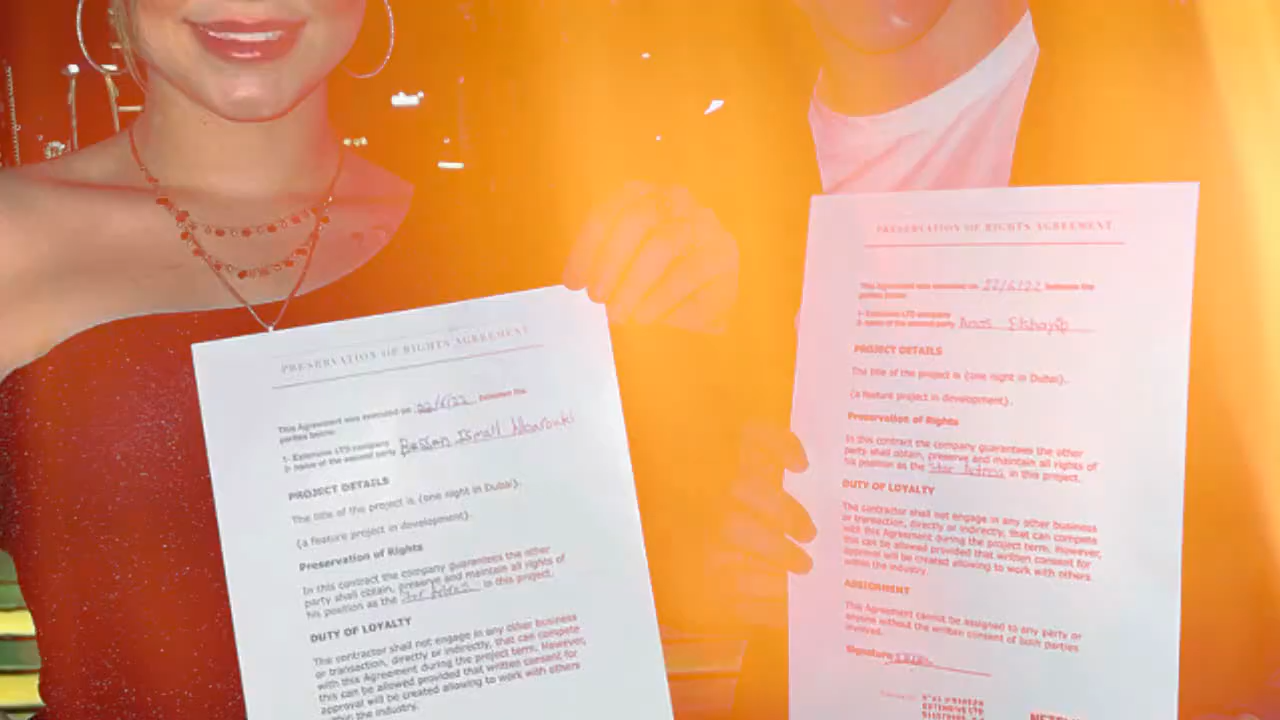 PRESERVATION OF RIGHTS AGREEMENT
This Agreement was executed on 22/6/22 between the
parties below:
1- Extensive LTD company
2- name of the second party Bessan Ismail
PROJECT DETAILS
The title of the project is {one night in Dubai}.
{a feature project in development}.
Preservation of Rights
In this contract the company guarantees the other
party shall obtain, preserve and maintain all rights of
his position as the Star in this project.
DUTY OF LOYALTY
The contractor shall not engage in any other business
or transaction, directly or indirectly, that can compete
with this Agreement during the project term. However,
this can be allowed provided that written consent for
approval will be created allowing to work with others
within the industry.
PRESERVATION OF RIGHTS AGREEMENT
This Agreement was executed on 22/6/22 between the
parties below:
1- Extensive LTD company
2- name of the second party Anas Elshayib
PROJECT DETAILS
The title of the project is {one night in Dubai}.
{a feature project in development}.
Preservation of Rights
In this contract the company guarantees the other
party shall obtain, preserve and maintain all rights of
his position as the Star in this project.
DUTY OF LOYALTY
The contractor shall not engage in any other business
or transaction, directly or indirectly, that can compete
with this Agreement during the project term. However,
this can be allowed provided that written consent for
approval will be created allowing to work with others
within the industry.
ASSIGNMENT
This Agreement cannot be assigned to any party or
anyone without the written consent of both parties
involved.
Signature
EXTENSIVE LTD